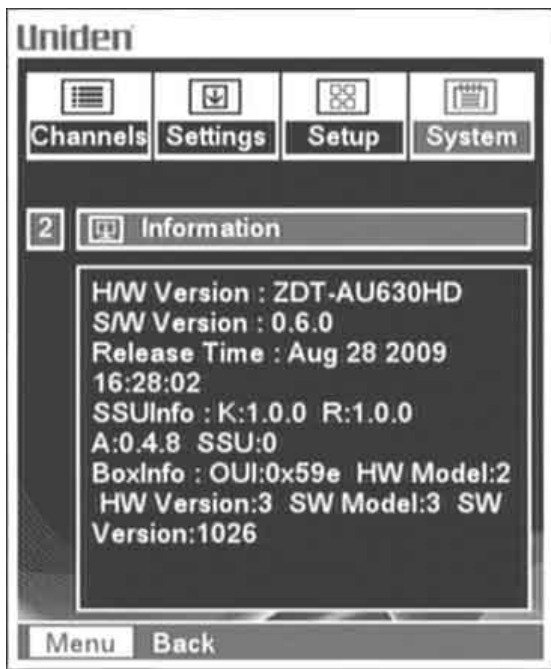 Uniden
Channels Settings Setup System
2 Information
H/W Version : ZDT-AU630HD
S/W Version : 0.6.0
Release Time : Aug 28 2009
16:28:02
SSUInfo : K:1.0.0 R:1.0.0
A:0.4.8 SSU:0
BoxInfo : OUI:0x59e HW Model:2
HW Version:3 SW Model:3 SW
Version:1026
Menu Back